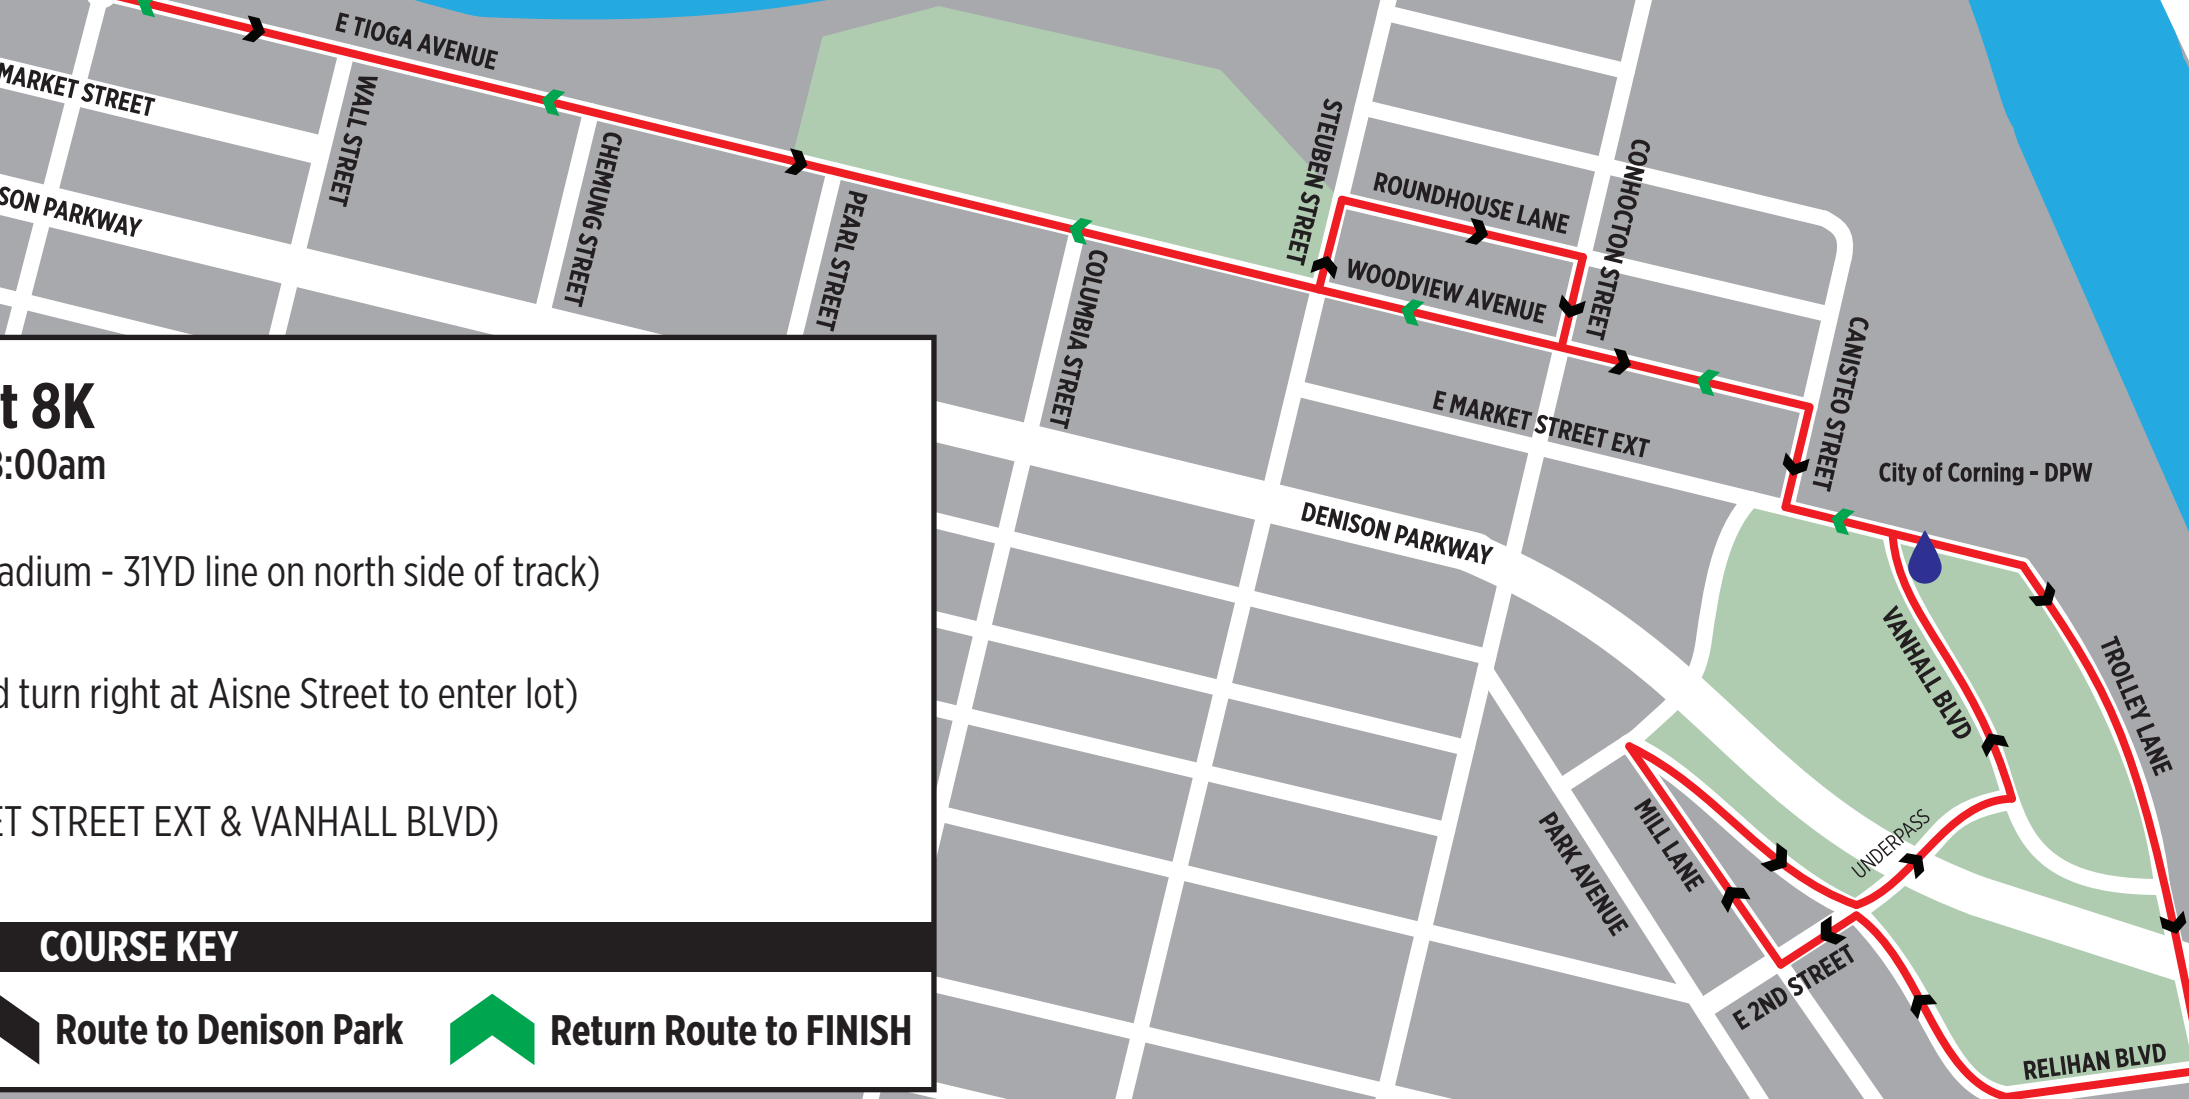 E TIOGA AVENUE
MARKET STREET
WALL STREET
SON PARKWAY
CHEMUNG STREET
PEARL STREET
COLUMBIA STREET
STEUBEN STREET
ROUNDHOUSE LANE
CONHOCTON STREET
WOODVIEW AVENUE
CANISTEO STREET
E MARKET STREET EXT
City of Corning - DPW
DENISON PARKWAY
VANHALL BLVD
TROLLEY LANE
UNDERPASS
MILL LANE
PARK AVENUE
E 2ND STREET
RELIHAN BLVD
t 8K
:00am
adium - 31YD line on north side of track)
d turn right at Aisne Street to enter lot)
ET STREET EXT & VANHALL BLVD)
COURSE KEY
Route to Denison Park
Return Route to FINISH